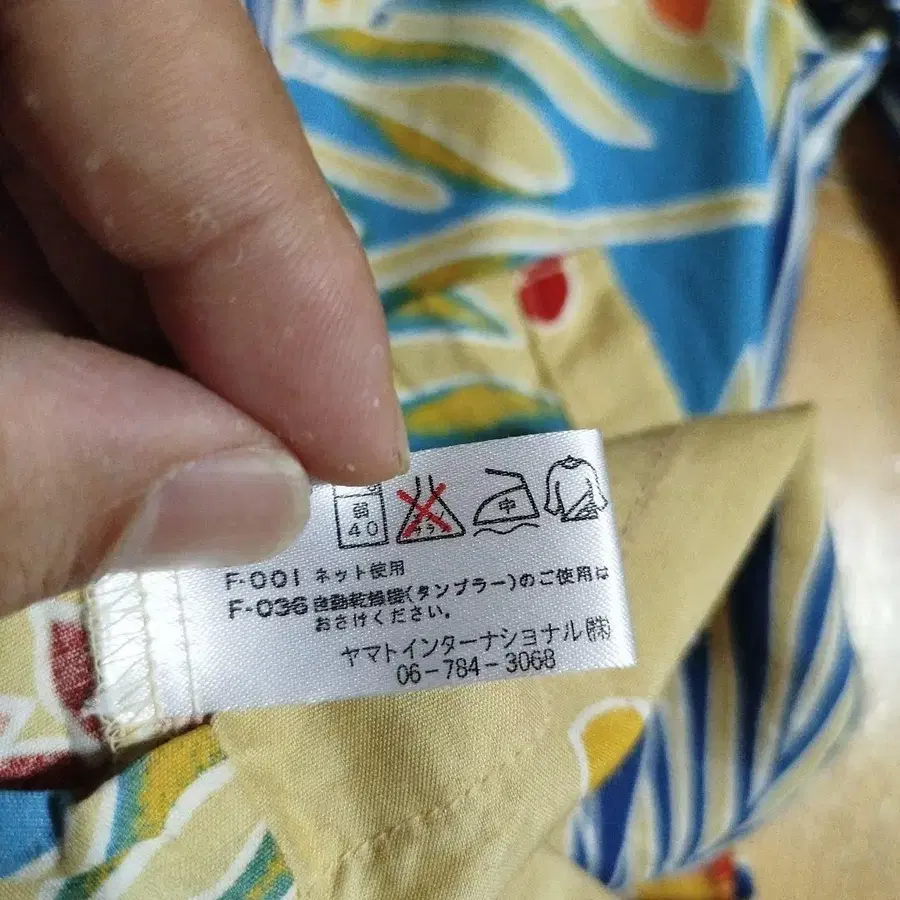 弱
40
中
F-001 ネット使用
F-036 自動乾燥機(タンブラー)のご使用は
おさけください。
ヤマトインターナショナル(株)
06-784-3068